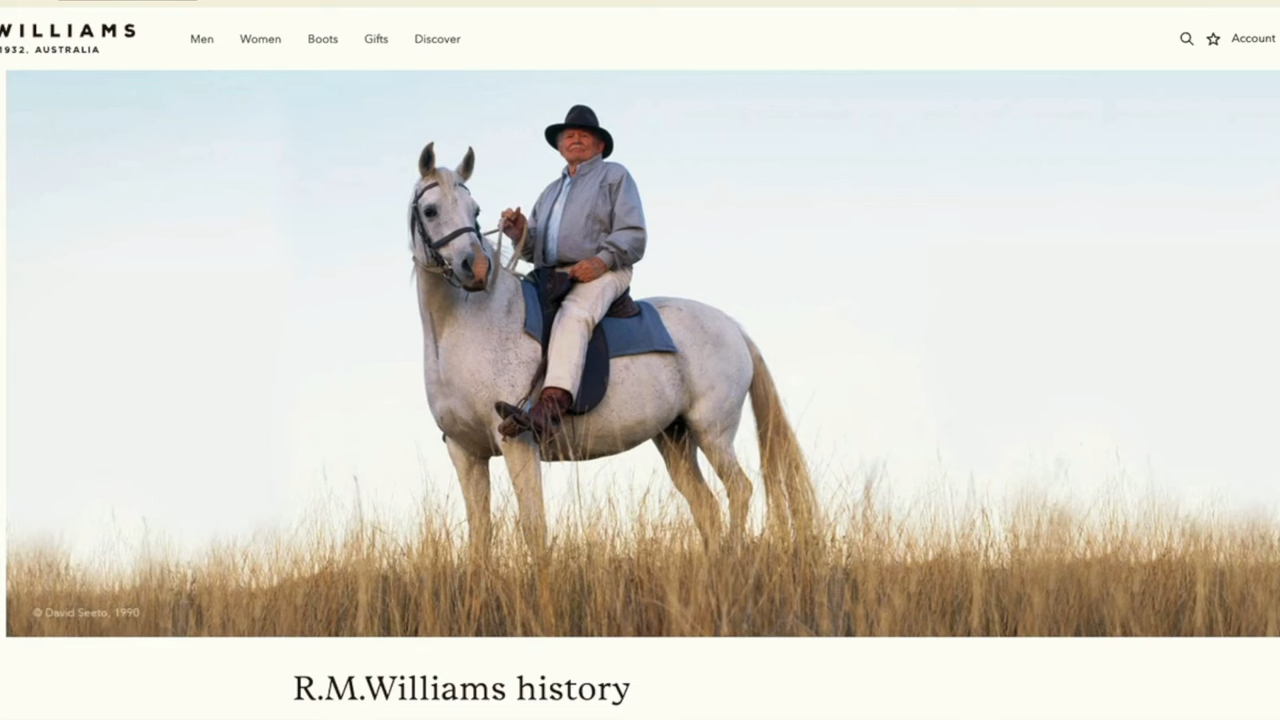 WILLIAMS
1932. AUSTRALIA
Men Women Boots Gifts Discover
Account
© David Seeto, 1990
R.M.Williams history